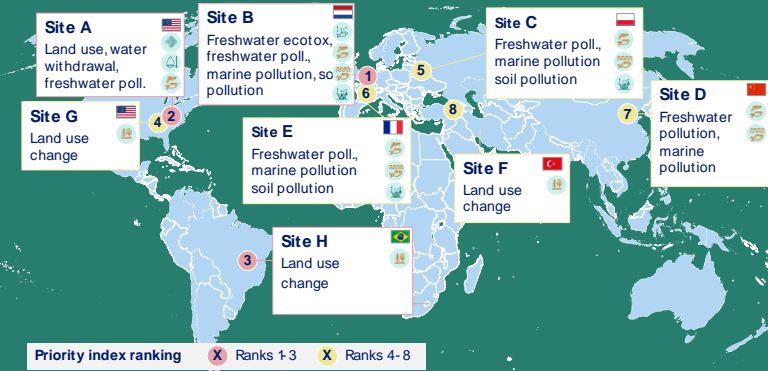 Site A
Land use, water
withdrawal,
freshwater poll.
Site B
Freshwater ecotox,
freshwater poll.,
marine pollution, so
pollution
Site C
Freshwater poll.,
marine pollution
soil pollution
Site D
Freshwater
pollution,
marine
pollution
Site G
Land use
change
Site E
Freshwater poll.,
marine pollution
soil pollution
Site F
Land use
change
Site H
Land use
change
1
2
3
4
5
6
7
8
Priority index ranking X Ranks 1-3 X Ranks 4-8